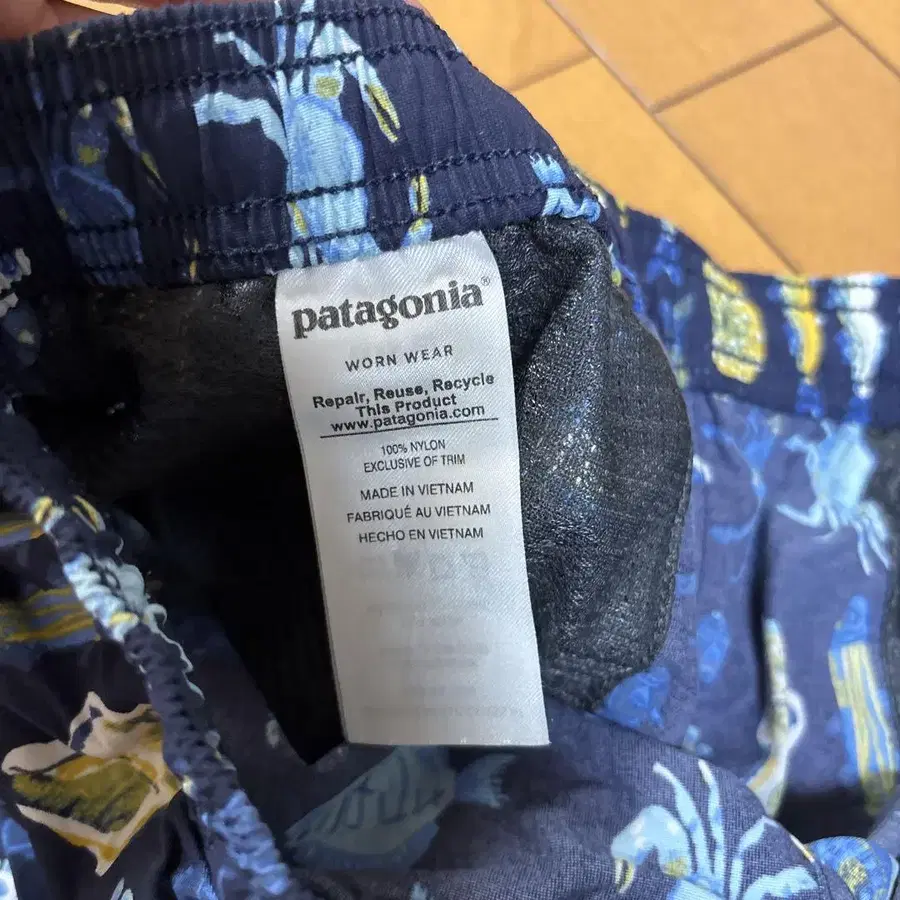 patagonia®
WORN WEAR
Repair, Reuse, Recycle
This Product
www.patagonia.com
100% NYLON
EXCLUSIVE OF TRIM
MADE IN VIETNAM
FABRIQUÉ AU VIETNAM
HECHO EN VIETNAM